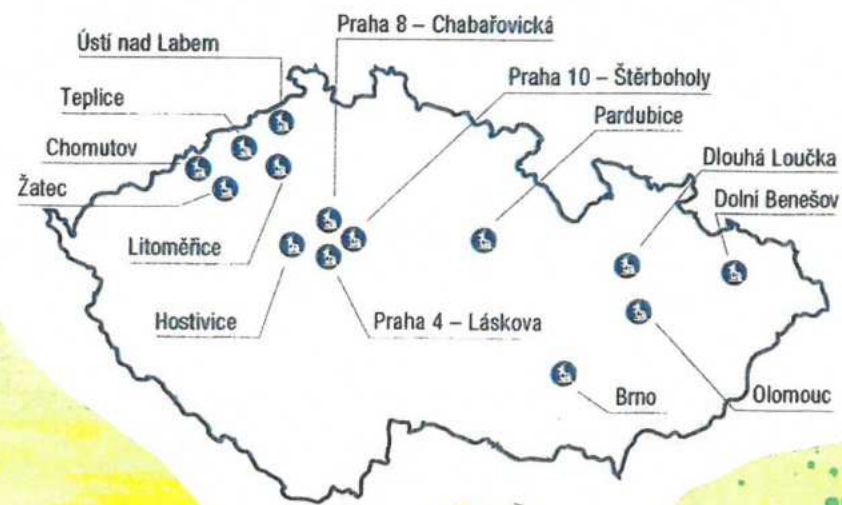 Praha 8 – Chabařovická
Ústí nad Labem
Praha 10 – Štěrboholy
Teplice
Pardubice
Chomutov
Dlouhá Loučka
Žatec
Dolní Benešov
Litoměřice
Hostivice
Praha 4 – Láskova
Brno
Olomouc